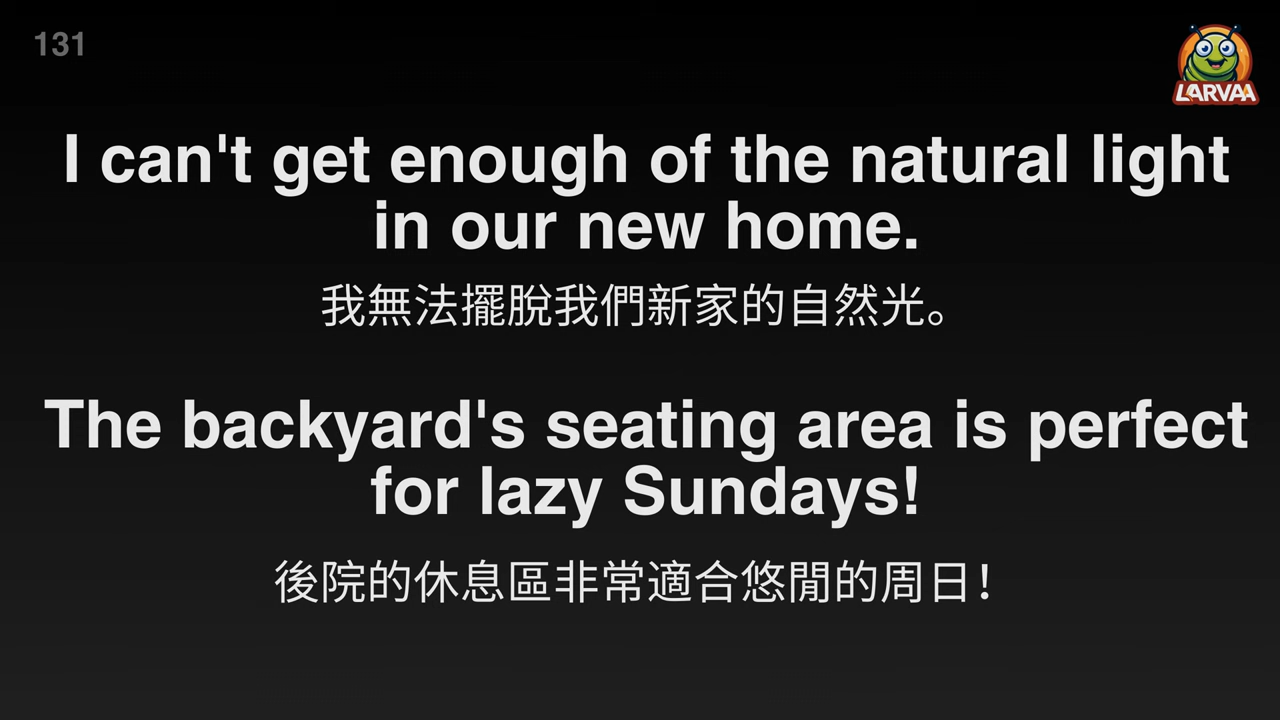 131
LARVAA
I can't get enough of the natural light
in our new home.
我無法擺脫我們新家的自然光。
The backyard's seating area is perfect
for lazy Sundays!
後院的休息區非常適合悠閒的周日！